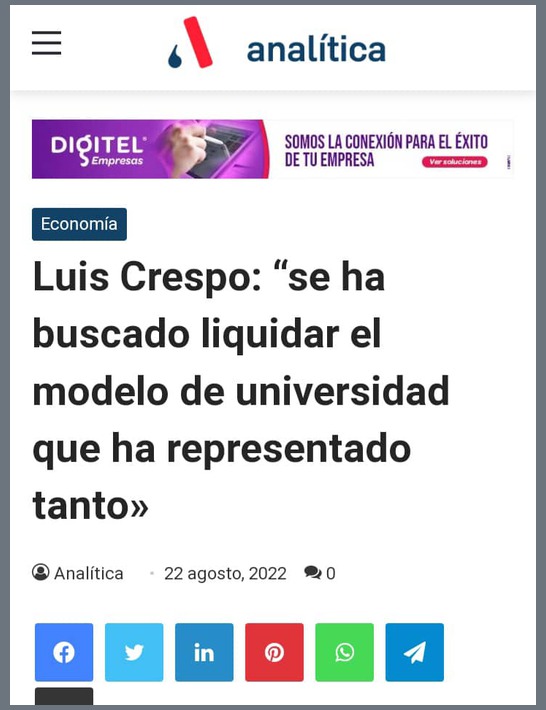 analítica
DIGITEL
Empresas
SOMOS LA CONEXIÓN PARA EL ÉXITO
DE TU EMPRESA
Ver soluciones
Economía
Luis Crespo: “se ha
buscado liquidar el
modelo de universidad
que ha representado
tanto»
Analítica · 22 agosto, 2022 0